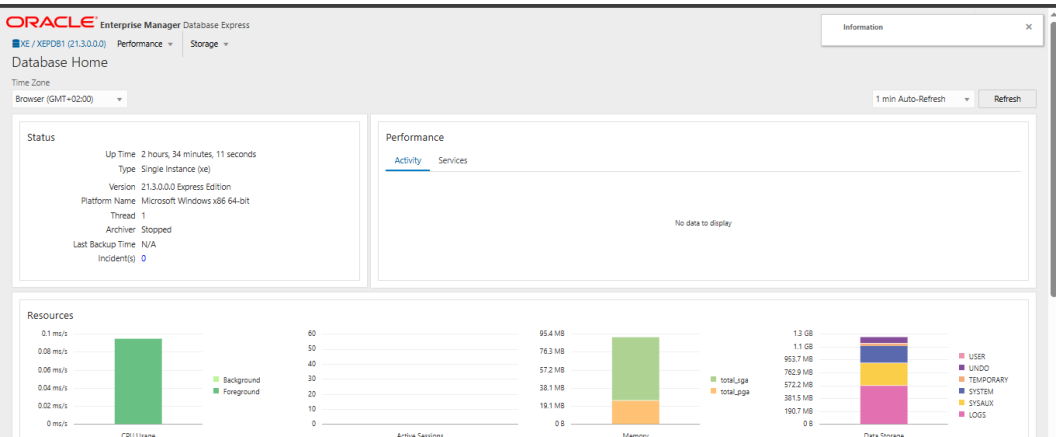 ORACLE Enterprise Manager Database Express
XE / XEPDB1 (21.3.0.0.0) Performance Storage
Information ×
Database Home
Time Zone
Browser (GMT+02:00)
1 min Auto-Refresh Refresh
Status
Up Time 2 hours, 34 minutes, 11 seconds
Type Single Instance (xe)
Version 21.3.0.0.0 Express Edition
Platform Name Microsoft Windows x86 64-bit
Thread 1
Archiver Stopped
Last Backup Time N/A
Incident(s) 0
Performance
Activity Services
No data to display
Resources
0.1 ms/s
0.08 ms/s
0.06 ms/s
0.04 ms/s
0.02 ms/s
0 ms/s
Background
Foreground
CPU Usage
60
50
40
30
20
10
0
Active Sessions
95.4 MB
76.3 MB
57.2 MB
38.1 MB
19.1 MB
0 B
total_sga
total_pga
Memory
1.3 GB
1.1 GB
953.7 MB
762.9 MB
572.2 MB
381.5 MB
190.7 MB
0 B
USER
UNDO
TEMPORARY
SYSTEM
SYSAUX
LOGS
Data Storage